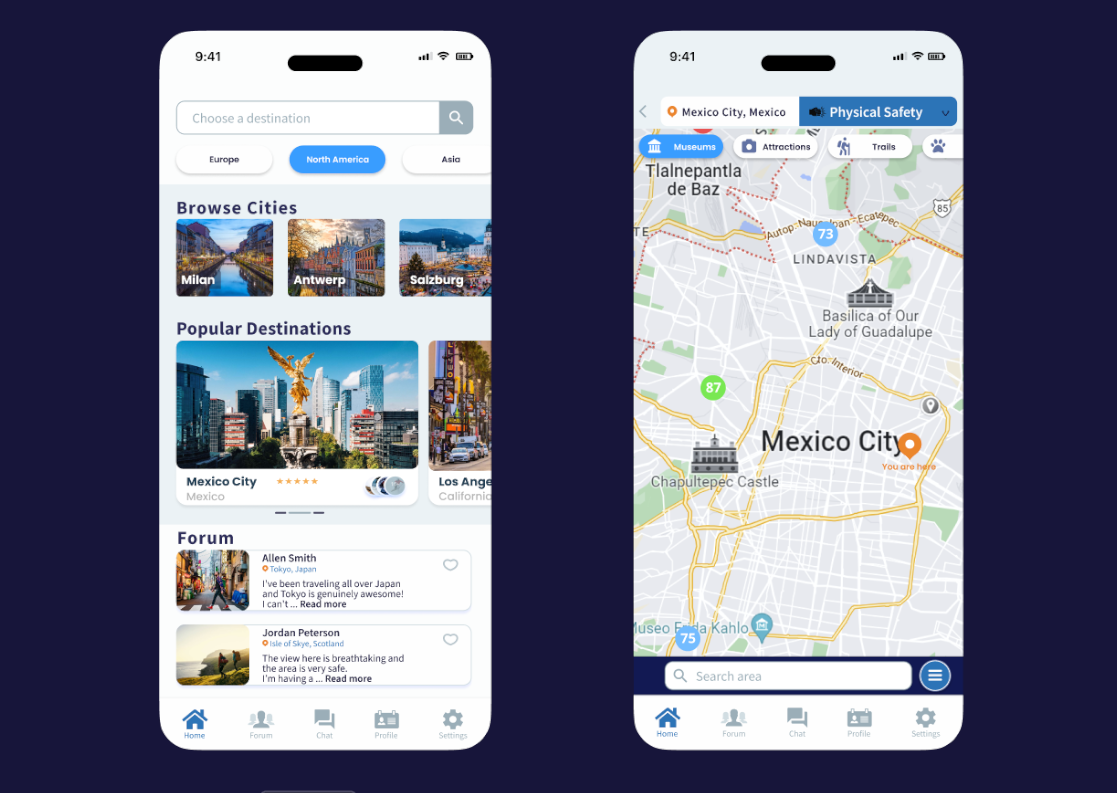 9:41
Choose a destination
Europe
North America
Asia
Browse Cities
Milan
Antwerp
Salzburg
Popular Destinations
Mexico City
Mexico
Los Ange
California
Forum
Allen Smith
Tokyo, Japan
I've been traveling all over Japan
and Tokyo is genuinely awesome!
I can't ... Read more
Jordan Peterson
Isle of Skye, Scotland
The view here is breathtaking and
the area is very safe.
I'm having a ... Read more
Home
Forum
Chat
Profile
Settings
9:41
Mexico City, Mexico
Physical Safety
Museums
Attractions
Trails
Tlalnepantla
de Baz
85
TE
Autop. Naucalpan-Ecatepec
73
LINDAVISTA
Basilica of Our
Lady of Guadalupe
Cto. Interior
87
Mexico City
You are here
Chapultepec Castle
Museo Frida Kahlo
75
Search area
Home
Forum
Chat
Profile
Settings